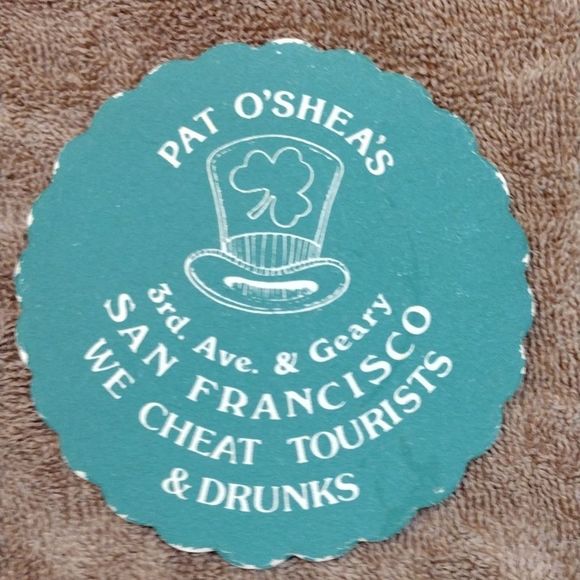 PAT O'SHEA'S
3rd. Ave. & Geary
SAN FRANCISCO
WE CHEAT TOURISTS
& DRUNKS